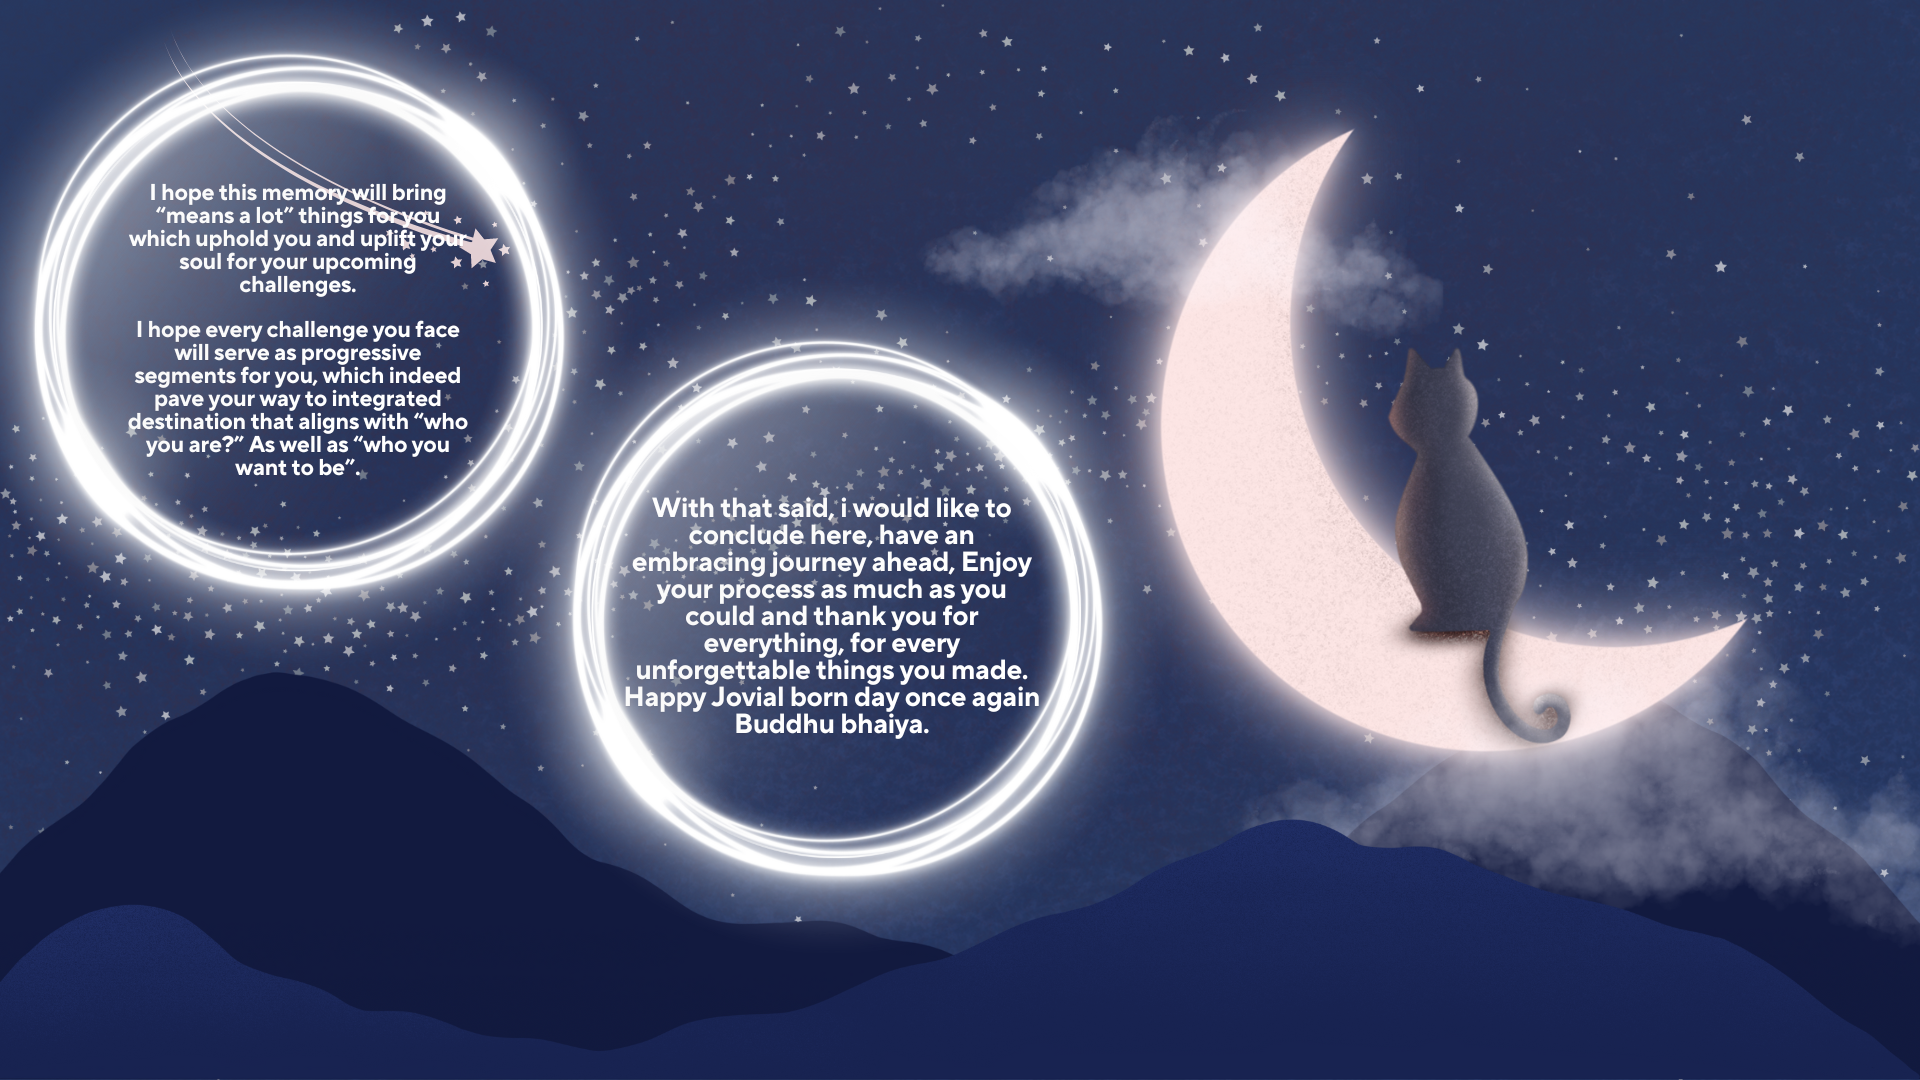 I hope this memory will bring
“means a lot” things for you
which uphold you and uplift your
soul for your upcoming
challenges.
I hope every challenge you face
will serve as progressive
segments for you, which indeed
pave your way to integrated
destination that aligns with “who
you are?” As well as “who you
want to be”.
With that said, i would like to
conclude here, have an
embracing journey ahead, Enjoy
your process as much as you
could and thank you for
everything, for every
unforgettable things you made.
Happy Jovial born day once again
Buddhu bhaiya.